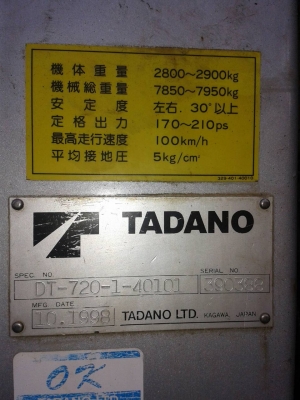 機体重量 2800～2900kg
機械総重量 7850～7950kg
安定度 左右.30°以上
定格出力 170～210ps
最高走行速度 100km/h
平均接地圧 5kg/cm²
TADANO
SPEC. NO. SERIAL NO.
DT-720-1-40101 390388
MFG. DATE
10.1998 TADANO LTD. KAGAWA, JAPAN
OK